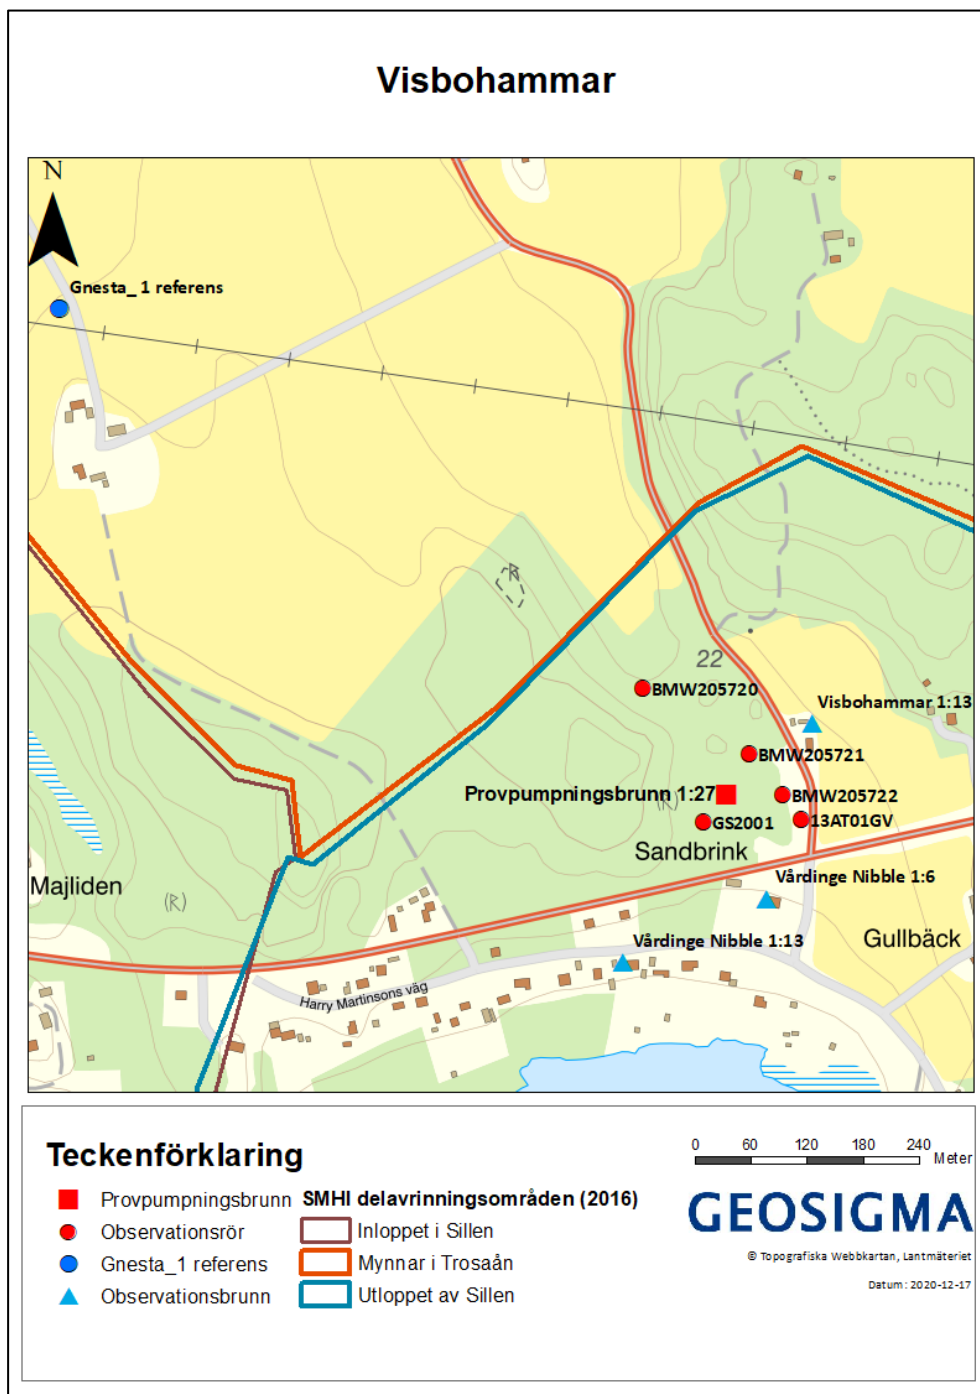 Visbohammar
N
Gnesta_ 1 referens
R
22
BMW205720
Visbohammar 1:13
BMW205721
Provpumpningsbrunn 1:27
(R)
BMW205722
GS2001
13AT01GV
Sandbrink
Majliden
(R)
Vårdinge Nibble 1:6
Vårdinge Nibble 1:13
Gullbäck
Harry Martinsons väg
Teckenförklaring
Provpumpningsbrunn
Observationsrör
Gnesta_1 referens
Observationsbrunn
SMHI delavrinningsområden (2016)
Inloppet i Sillen
Mynnar i Trosaån
Utloppet av Sillen
0 60 120 180 240
Meter
GEOSIGMA
© Topografiska Webbkartan, Lantmäteriet
Datum: 2020-12-17